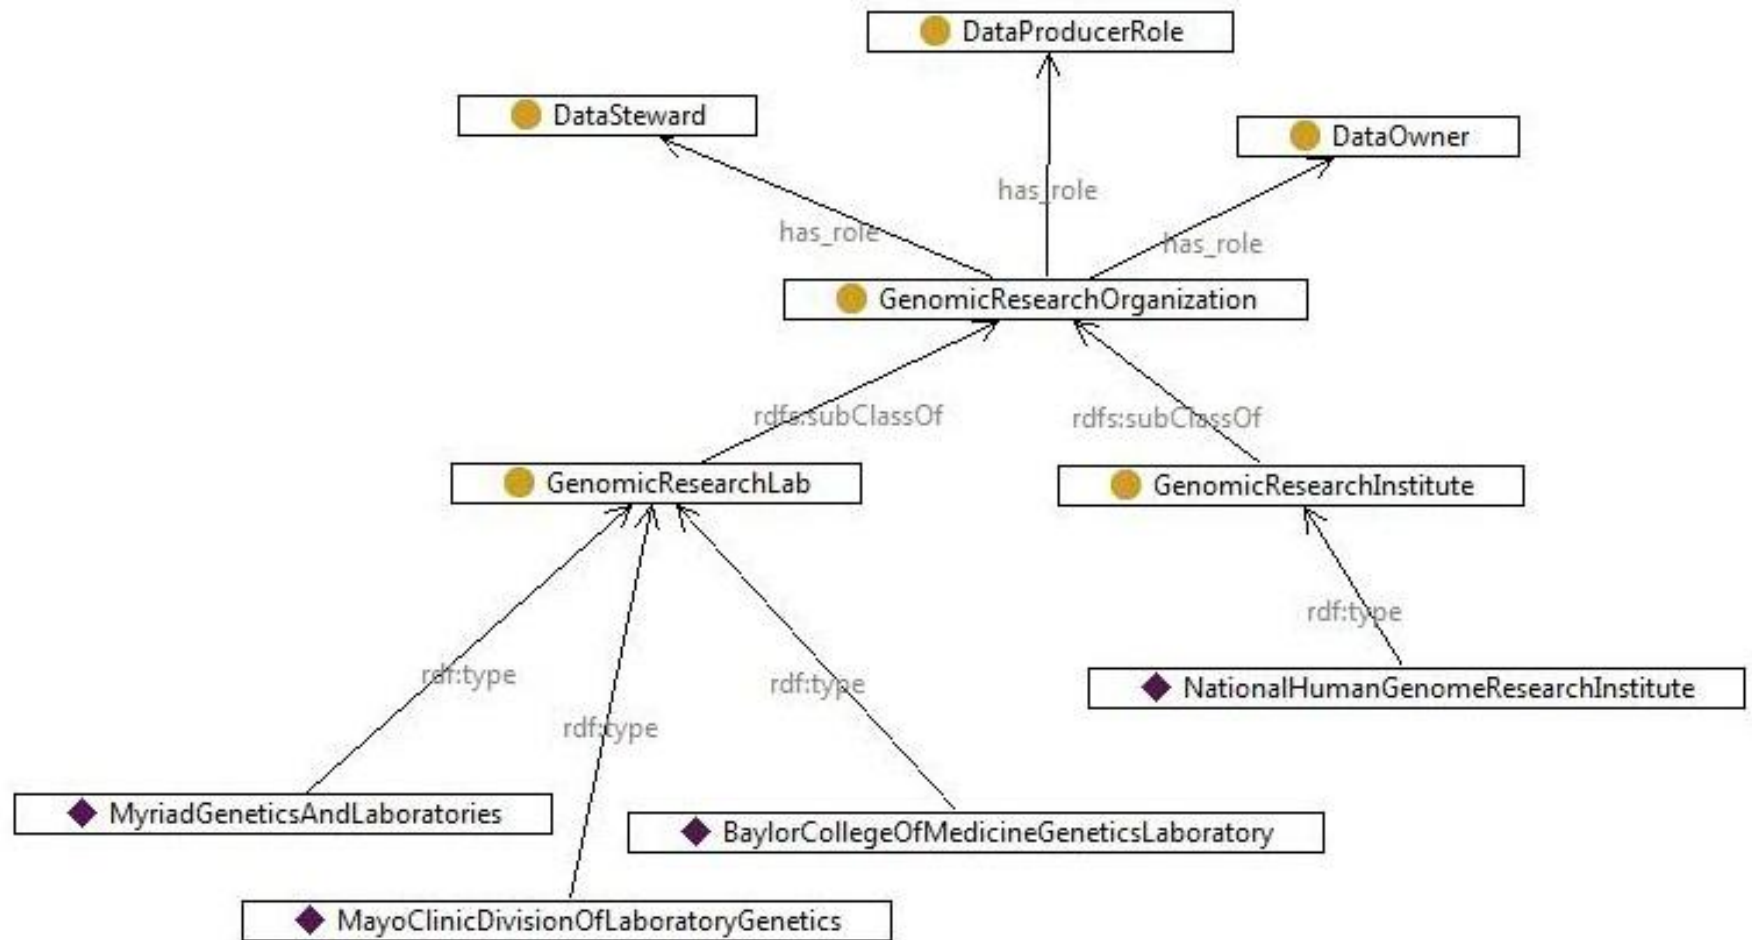 DataProducerRole
DataSteward
DataOwner
has_role
has_role
has_role
GenomicResearchOrganization
rdfs:subClassOf
rdfs:subClassOf
GenomicResearchLab
GenomicResearchInstitute
rdf:type
rdf:type
rdf:type
rdf:type
NationalHumanGenomeResearchInstitute
MyriadGeneticsAndLaboratories
BaylorCollegeOfMedicineGeneticsLaboratory
MayoClinicDivisionOfLaboratoryGenetics